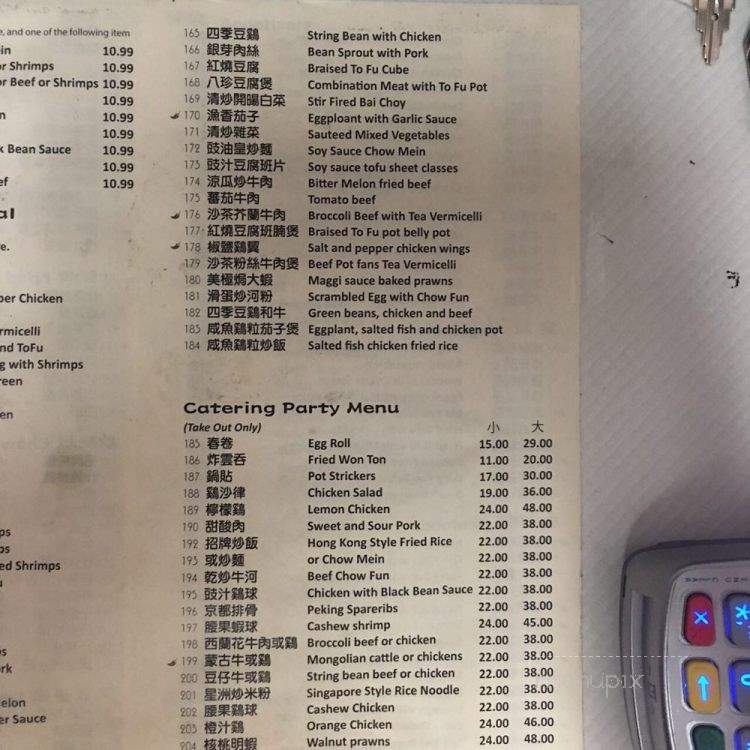 e, and one of the following item
ein 10.99
or Shrimps 10.99
or Beef or Shrimps 10.99
10.99
n 10.99
10.99
k Bean Sauce 10.99
10.99
ef 10.99
al
e.
per Chicken
rmicelli
nd ToFu
g with Shrimps
reen
en
ps
os
ed Shrimps
u
s
rk
elon
er Sauce
165 四季豆鷄 String Bean with Chicken
166 銀芽肉絲 Bean Sprout with Pork
167 紅燒豆腐 Braised To Fu Cube
168 八珍豆腐煲 Combination Meat with To Fu Pot
169 清炒開陽白菜 Stir Fired Bai Choy
170 漁香茄子 Eggploant with Garlic Sauce
171 清炒雜菜 Sauteed Mixed Vegetables
172 豉油皇炒麵 Soy Sauce Chow Mein
173 豉汁豆腐班片 Soy sauce tofu sheet classes
174 涼瓜炒牛肉 Bitter Melon fried beef
175 蕃茄牛肉 Tomato beef
176 沙茶芥蘭牛肉 Broccoli Beef with Tea Vermicelli
177 紅燒豆腐班腩煲 Braised To Fu pot belly pot
178 椒鹽鷄翼 Salt and pepper chicken wings
179 沙茶粉絲牛肉煲 Beef Pot fans Tea Vermicelli
180 美極焗大蝦 Maggi sauce baked prawns
181 滑蛋炒河粉 Scrambled Egg with Chow Fun
182 四季豆鷄和牛 Green beans, chicken and beef
183 咸魚鷄粒茄子煲 Eggplant, salted fish and chicken pot
184 咸魚鷄粒炒飯 Salted fish chicken fried rice
Catering Party Menu
(Take Out Only) 小 大
185 春卷 Egg Roll 15.00 29.00
186 炸雲吞 Fried Won Ton 11.00 20.00
187 鍋貼 Pot Strickers 17.00 30.00
188 鷄沙律 Chicken Salad 19.00 36.00
189 檸檬鷄 Lemon Chicken 24.00 48.00
190 甜酸肉 Sweet and Sour Pork 22.00 38.00
192 招牌炒飯 Hong Kong Style Fried Rice 22.00 38.00
193 或炒麵 or Chow Mein 22.00 38.00
194 乾炒牛河 Beef Chow Fun 22.00 38.00
195 豉汁鷄球 Chicken with Black Bean Sauce 22.00 38.00
196 京都排骨 Peking Spareribs 22.00 38.00
197 腰果蝦球 Cashew shrimp 24.00 45.00
198 西蘭花牛肉或鷄 Broccoli beef or chicken 22.00 38.00
199 蒙古牛或鷄 Mongolian cattle or chickens 22.00 38.00
200 豆仔牛或鷄 String bean beef or chicken 22.00 38.00
201 星洲炒米粉 Singapore Style Rice Noodle 22.00 38.00
202 腰果鷄球 Cashew Chicken 22.00 38.00
203 橙汁鷄 Orange Chicken 24.00 46.00
204 核桃明蝦 Walnut prawns 24.00 48.00